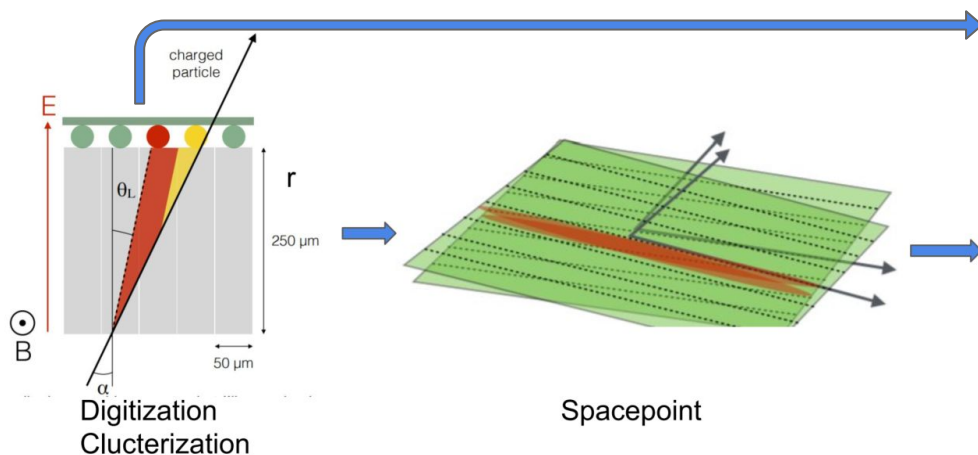 charged
particle
E
θL
r
250 μm
B
50 μm
α
Digitization
Clucterization
Spacepoint